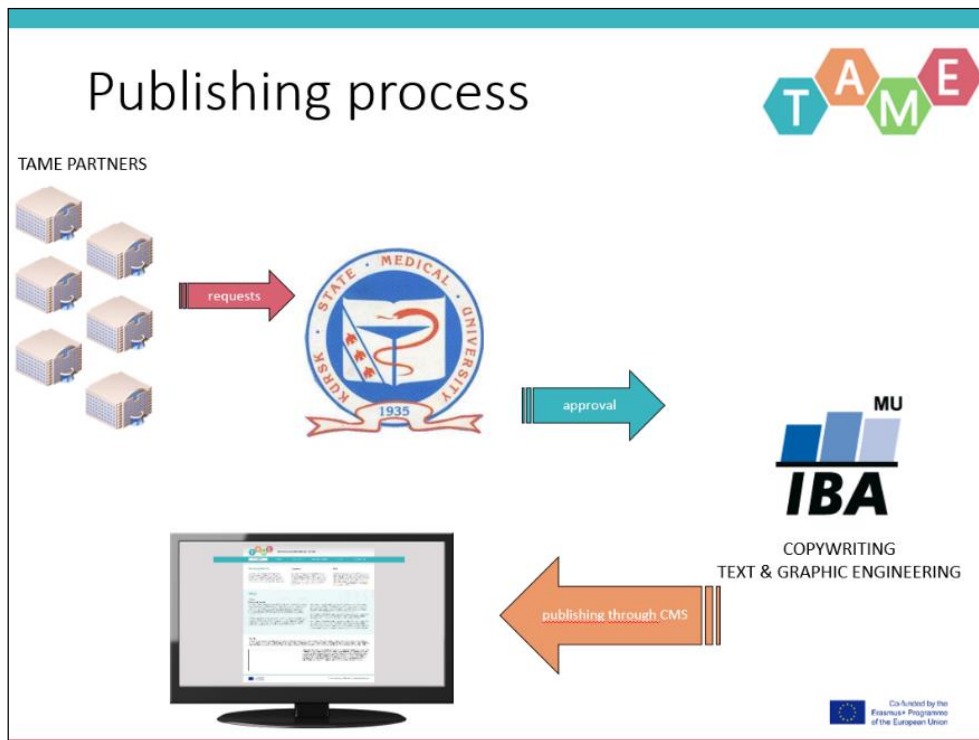 Publishing process
TAME
TAME PARTNERS
requests
KURSK · STATE · MEDICAL · UNIVERSITY
1935
approval
MU
IBA
COPYWRITING
TEXT & GRAPHIC ENGINEERING
publishing through CMS
Co-funded by the
Erasmus+ Programme
of the European Union